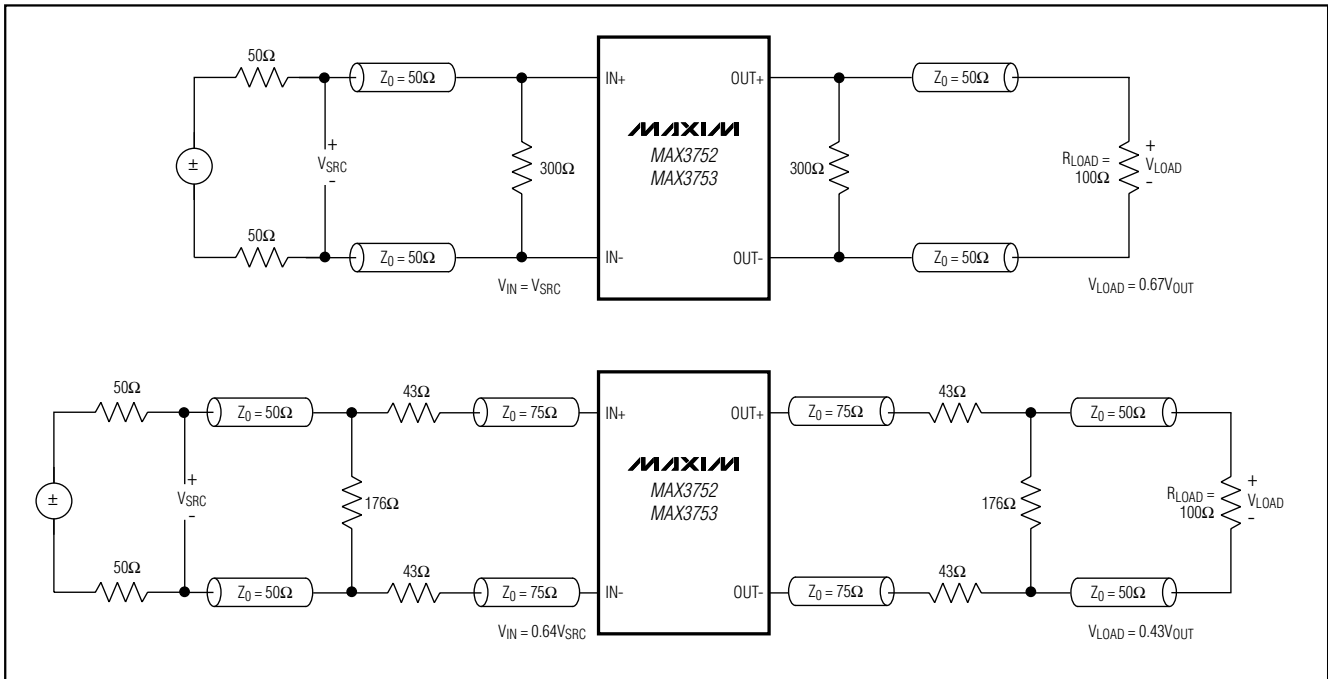 50Ω
Z0 = 50Ω
IN+
OUT+
Z0 = 50Ω
±
+
VSRC
-
300Ω
MAXIM
MAX3752
MAX3753
300Ω
RLOAD =
100Ω
+
VLOAD
-
50Ω
Z0 = 50Ω
IN-
OUT-
Z0 = 50Ω
VIN = VSRC
VLOAD = 0.67VOUT
50Ω
Z0 = 50Ω
43Ω
Z0 = 75Ω
IN+
OUT+
Z0 = 75Ω
43Ω
Z0 = 50Ω
±
+
VSRC
-
176Ω
MAXIM
MAX3752
MAX3753
176Ω
RLOAD =
100Ω
+
VLOAD
-
50Ω
Z0 = 50Ω
43Ω
Z0 = 75Ω
IN-
OUT-
Z0 = 75Ω
43Ω
Z0 = 50Ω
VIN = 0.64VSRC
VLOAD = 0.43VOUT